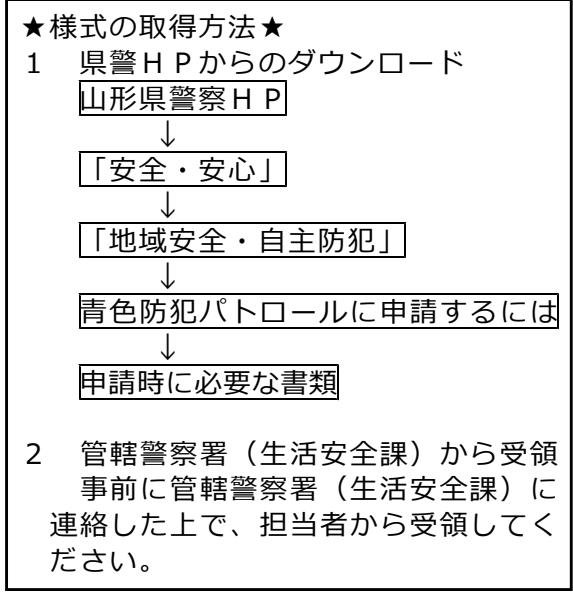 ★様式の取得方法★
1　県警ＨＰからのダウンロード
山形県警察ＨＰ
↓
「安全・安心」
↓
「地域安全・自主防犯」
↓
青色防犯パトロールに申請するには
↓
申請時に必要な書類
2　管轄警察署（生活安全課）から受領
事前に管轄警察署（生活安全課）に
連絡した上で、担当者から受領してく
ださい。